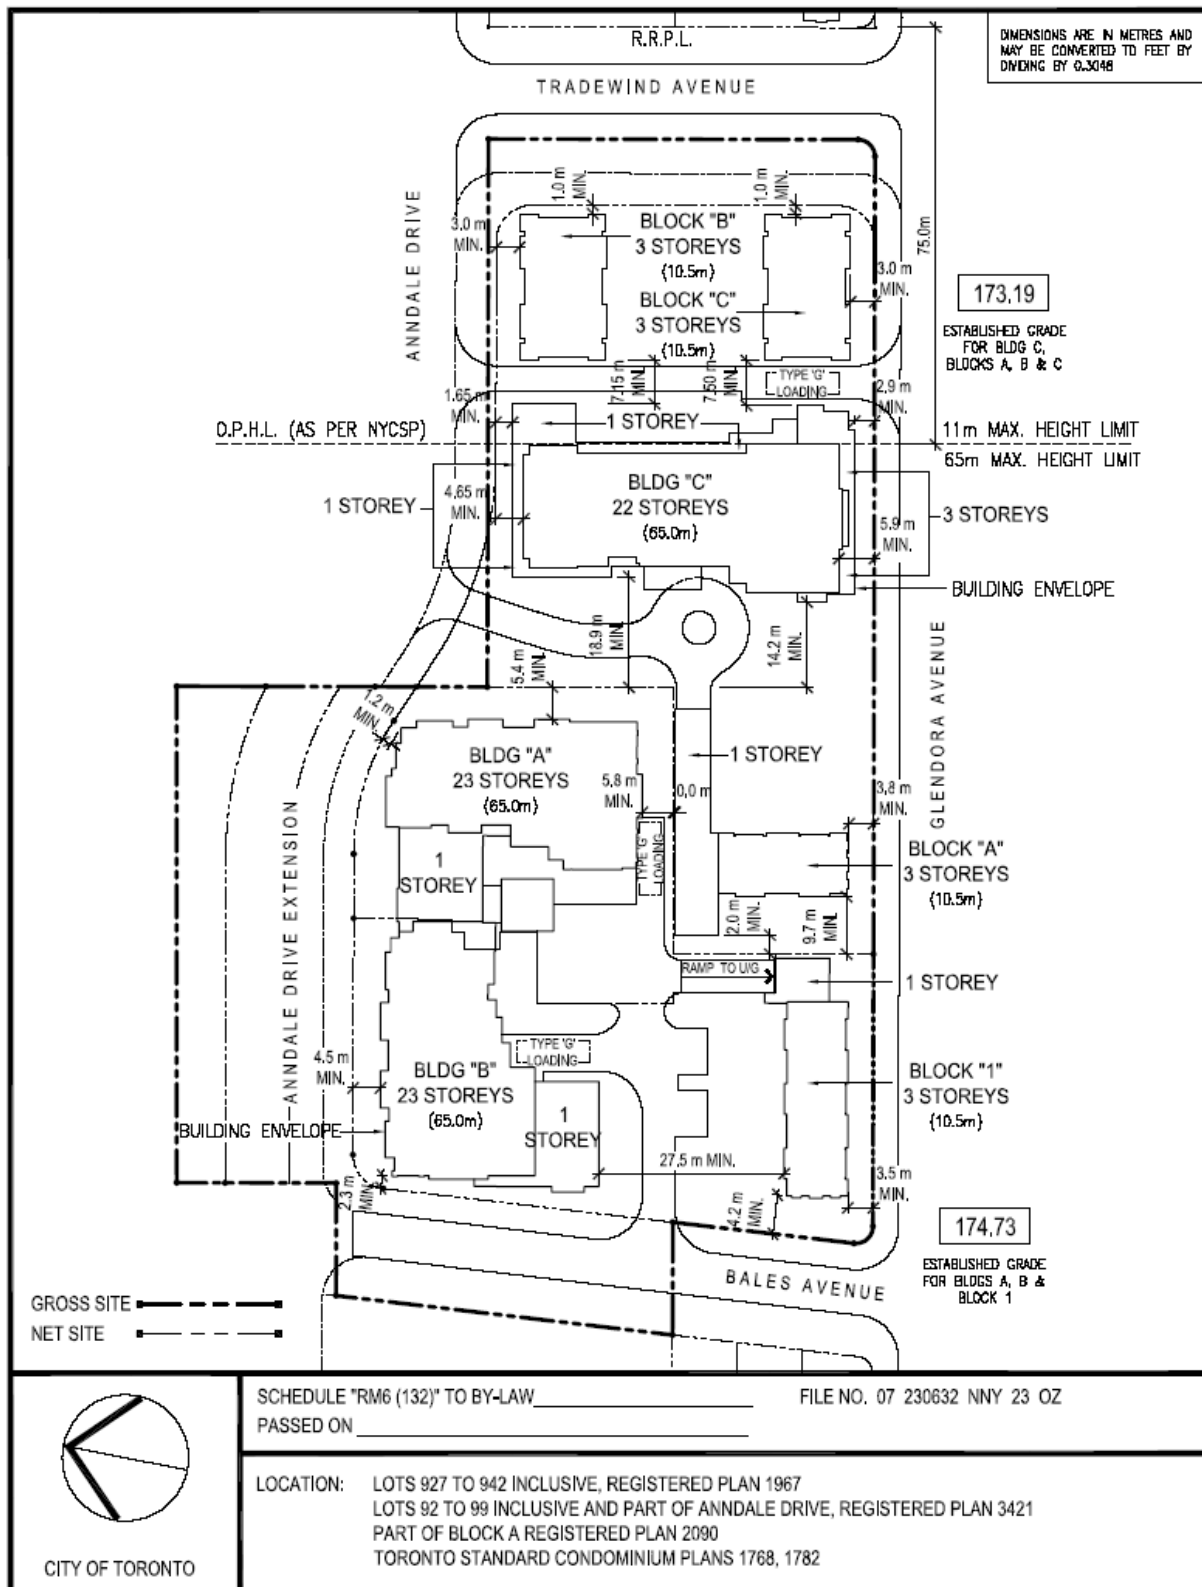 R.R.P.L.
DIMENSIONS ARE IN METRES AND
MAY BE CONVERTED TO FEET BY
DIVIDING BY 0.3048
TRADEWIND AVENUE
ANNDALE DRIVE
1.0 m
MIN.
1.0 m
MIN.
75.0m
3.0 m
MIN.
BLOCK "B"
3 STOREYS
(10.5m)
BLOCK "C"
3 STOREYS
(10.5m)
3.0 m
MIN.
173.19
ESTABLISHED GRADE
FOR BLDG C,
BLOCKS A, B & C
7.15 m
MIN.
7.50 m
MIN.
TYPE 'G'
LOADING
1.65 m
MIN.
2.9 m
MIN.
1 STOREY
O.P.H.L. (AS PER NYCSP)
11m MAX. HEIGHT LIMIT
65m MAX. HEIGHT LIMIT
1 STOREY
4.65 m
MIN.
BLDG "C"
22 STOREYS
(65.0m)
3 STOREYS
5.9 m
MIN.
BUILDING ENVELOPE
18.9 m
MIN.
14.2 m
MIN.
5.4 m
MIN.
GLENDORA AVENUE
1.2 m
MIN.
BLDG "A"
23 STOREYS
(65.0m)
5.8 m
MIN.
0.0 m
1 STOREY
3.8 m
MIN.
TYPE 'G'
LOADING
1
STOREY
BLOCK "A"
3 STOREYS
(10.5m)
ANNDALE DRIVE EXTENSION
2.0 m
MIN.
9.7 m
MIN.
RAMP TO U/G
1 STOREY
TYPE 'G'
LOADING
4.5 m
MIN.
BLDG "B"
23 STOREYS
(65.0m)
BLOCK "1"
3 STOREYS
(10.5m)
BUILDING ENVELOPE
1
STOREY
27.5 m MIN.
2.3 m
MIN.
4.2 m
MIN.
3.5 m
MIN.
174.73
ESTABLISHED GRADE
FOR BLDGS A, B &
BLOCK 1
BALES AVENUE
GROSS SITE
NET SITE
SCHEDULE "RM6 (132)" TO BY-LAW
FILE NO. 07 230632 NNY 23 OZ
PASSED ON
LOCATION: LOTS 927 TO 942 INCLUSIVE, REGISTERED PLAN 1967
LOTS 92 TO 99 INCLUSIVE AND PART OF ANNDALE DRIVE, REGISTERED PLAN 3421
PART OF BLOCK A REGISTERED PLAN 2090
TORONTO STANDARD CONDOMINIUM PLANS 1768, 1782
CITY OF TORONTO